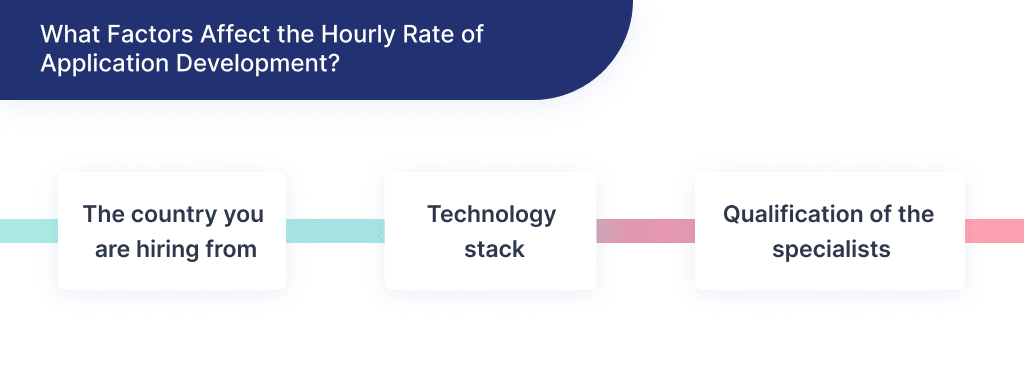 What Factors Affect the Hourly Rate of
Application Development?
The country you
are hiring from
Technology
stack
Qualification of the
specialists